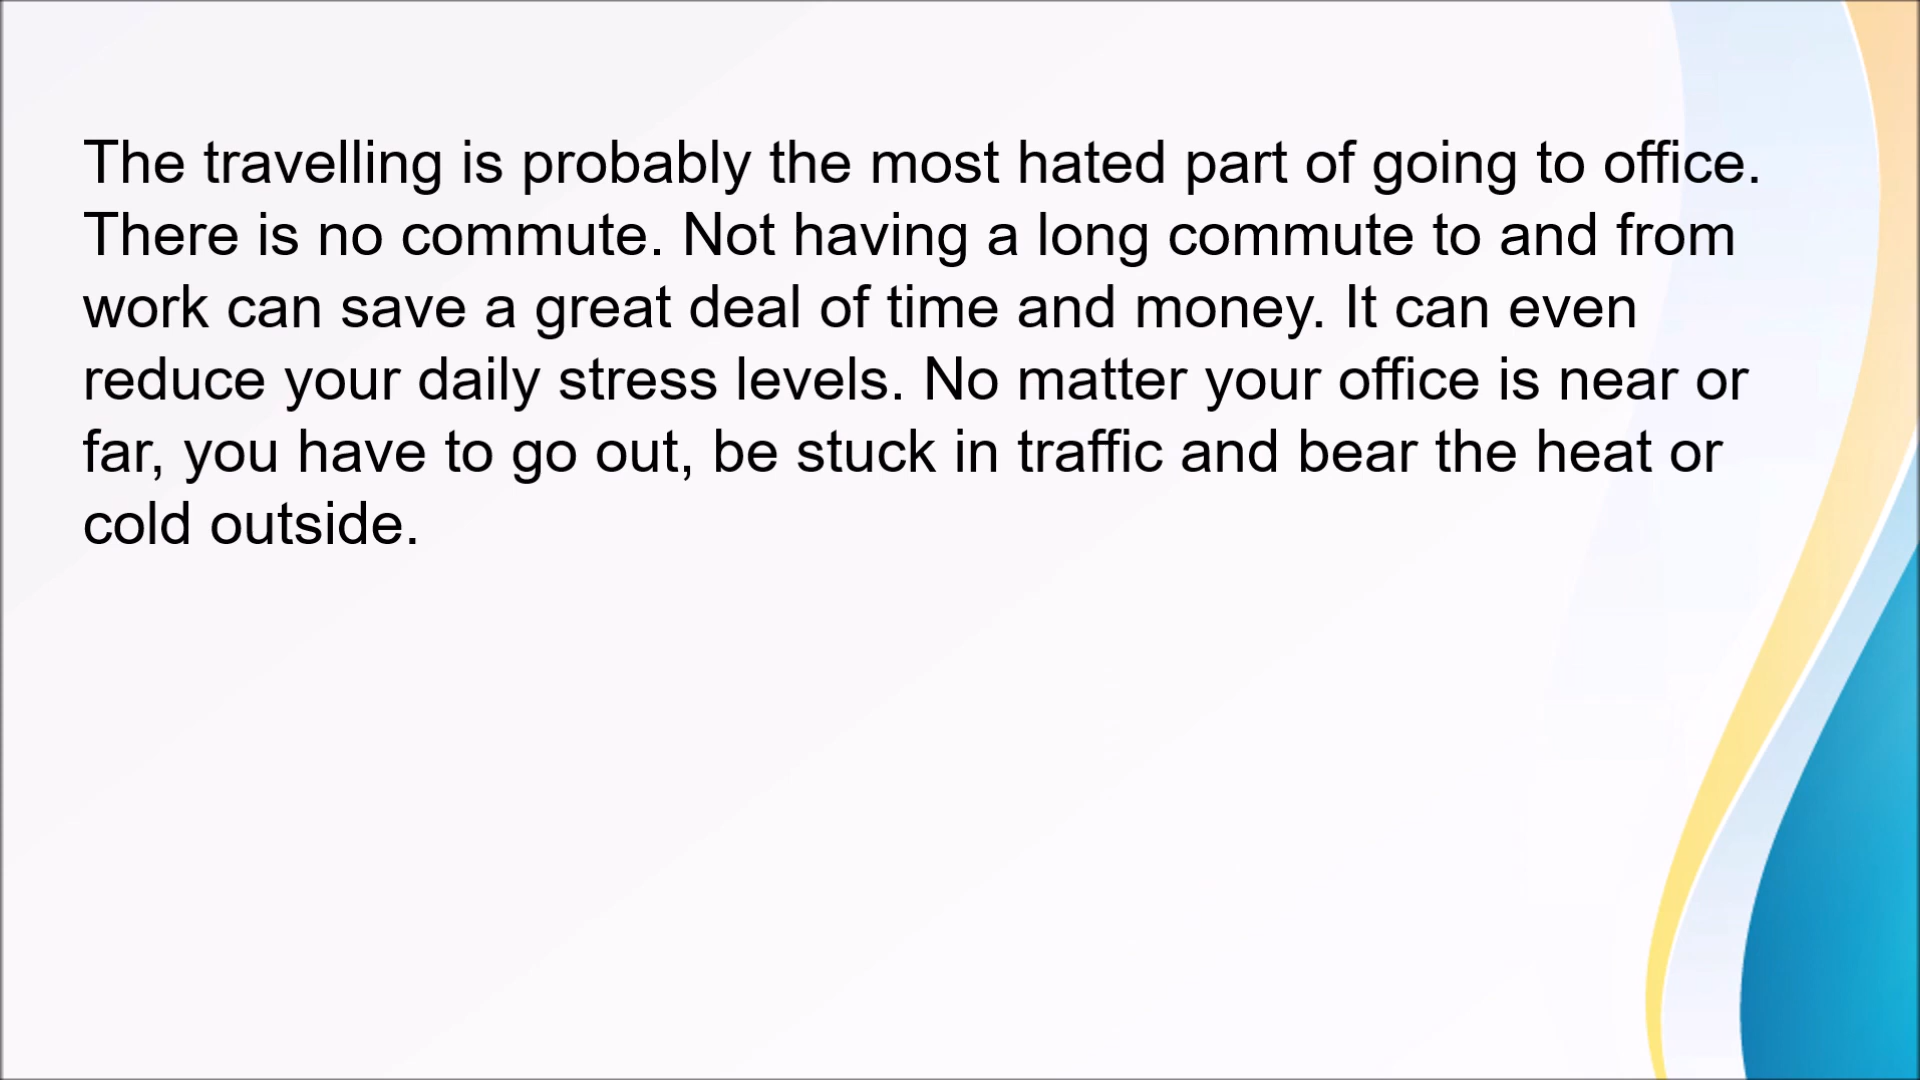 The travelling is probably the most hated part of going to office.
There is no commute. Not having a long commute to and from
work can save a great deal of time and money. It can even
reduce your daily stress levels. No matter your office is near or
far, you have to go out, be stuck in traffic and bear the heat or
cold outside.